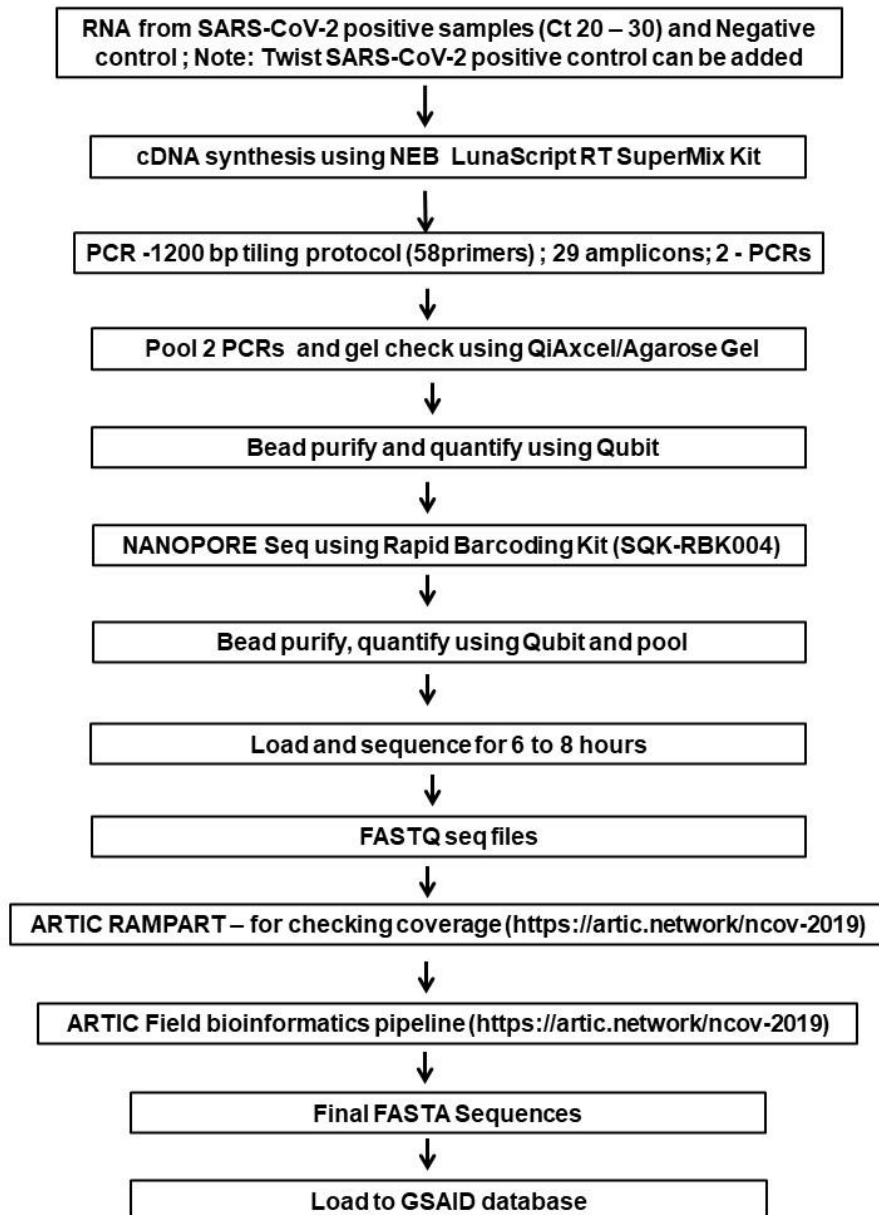 RNA from SARS-CoV-2 positive samples (Ct 20 – 30) and Negative
control ; Note: Twist SARS-CoV-2 positive control can be added
cDNA synthesis using NEB LunaScript RT SuperMix Kit
PCR -1200 bp tiling protocol (58primers) ; 29 amplicons; 2 - PCRs
Pool 2 PCRs and gel check using QiAxcel/Agarose Gel
Bead purify and quantify using Qubit
NANOPORE Seq using Rapid Barcoding Kit (SQK-RBK004)
Bead purify, quantify using Qubit and pool
Load and sequence for 6 to 8 hours
FASTQ seq files
ARTIC RAMPART – for checking coverage (https://artic.network/ncov-2019)
ARTIC Field bioinformatics pipeline (https://artic.network/ncov-2019)
Final FASTA Sequences
Load to GSAID database